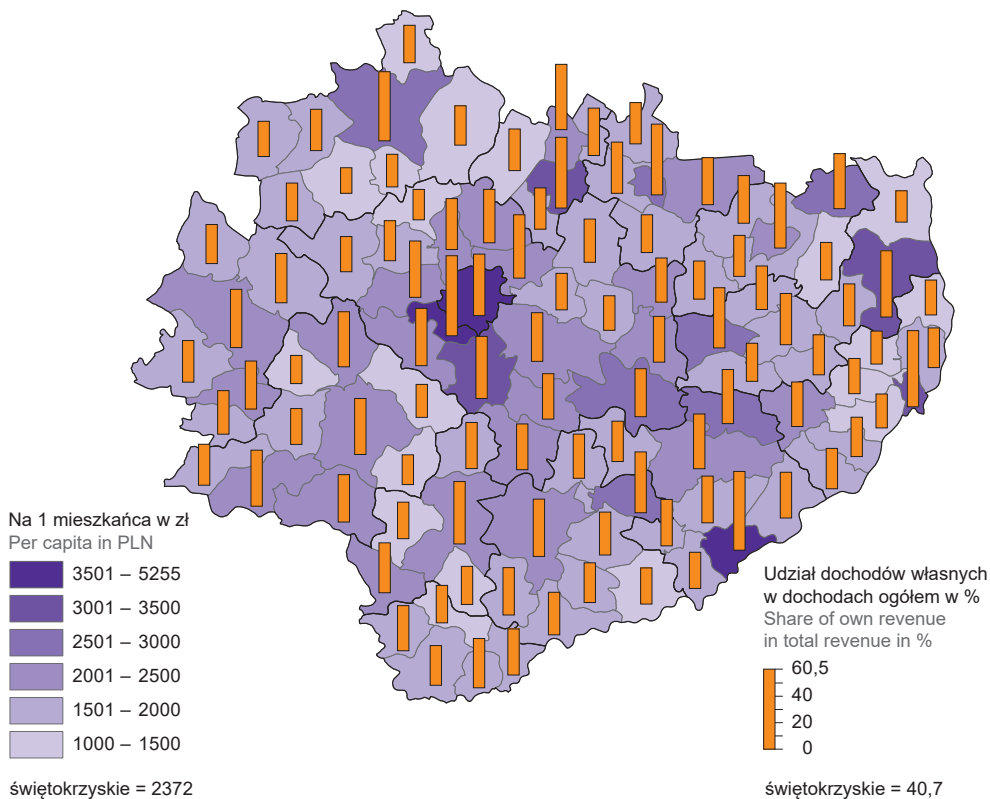 Na 1 mieszkańca w zł
Per capita in PLN
3501 – 5255
3001 – 3500
2501 – 3000
2001 – 2500
1501 – 2000
1000 – 1500
świętokrzyskie = 2372
Udział dochodów własnych
w dochodach ogółem w %
Share of own revenue
in total revenue in %
60,5
40
20
0
świętokrzyskie = 40,7